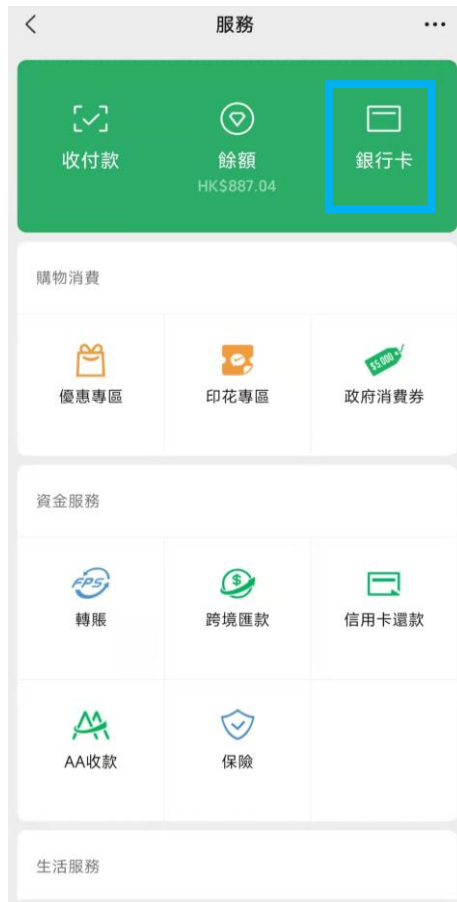 服務
收付款
餘額
HK$887.04
銀行卡
購物消費
優惠專區
印花專區
$5,000
政府消費券
資金服務
FPS
轉賬
$
跨境匯款
信用卡還款
AA收款
保險
生活服務